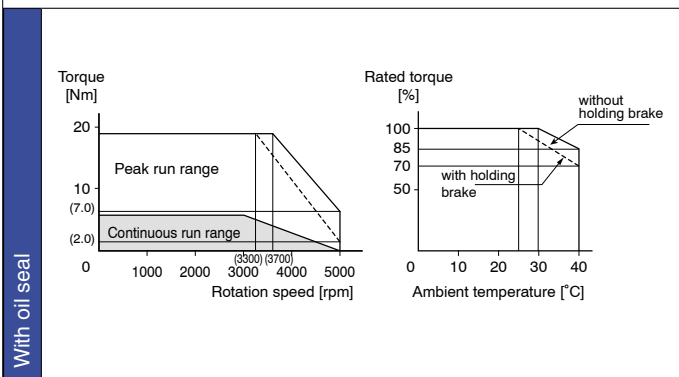 With oil seal
Torque
[Nm]
20
10
(7.0)
(2.0)
0
Peak run range
Continuous run range
1000 2000 3000 4000 5000
(3300) (3700)
Rotation speed [rpm]
Rated torque
[%]
100
85
70
50
0
without
holding brake
with holding
brake
10 20 30 40
Ambient temperature [˚C]